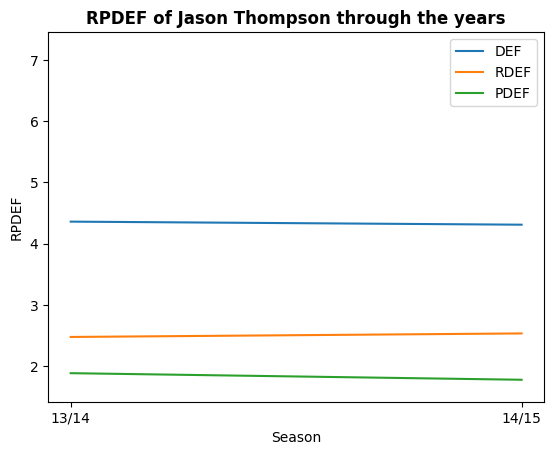 RPDEF of Jason Thompson through the years
DEF
RDEF
PDEF
7
6
5
4
3
2
RPDEF
13/14
14/15
Season